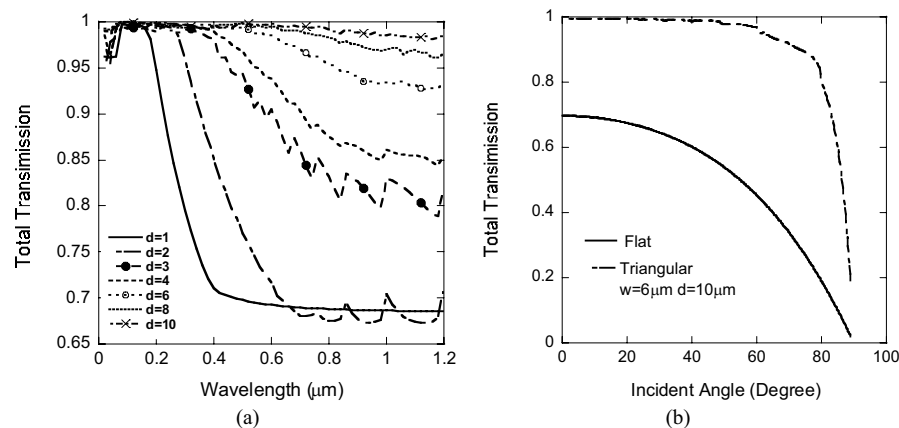 (a)
1
0.95
0.9
0.85
0.8
0.75
0.7
0.65
Total Transimission
d=1
d=2
d=3
d=4
d=6
d=8
d=10
0 0.2 0.4 0.6 0.8 1 1.2
Wavelength (μm)
(a)
(b)
1
0.8
0.6
0.4
0.2
0
Total Transmission
Flat
Triangular
w=6μm d=10μm
0 20 40 60 80 100
Incident Angle (Degree)
(b)